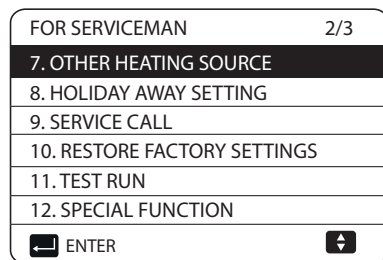 FOR SERVICEMAN 2/3
7. OTHER HEATING SOURCE
8. HOLIDAY AWAY SETTING
9. SERVICE CALL
10. RESTORE FACTORY SETTINGS
11. TEST RUN
12. SPECIAL FUNCTION
ENTER